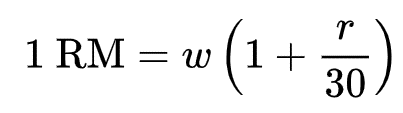 1 RM = w(1 + r/30)